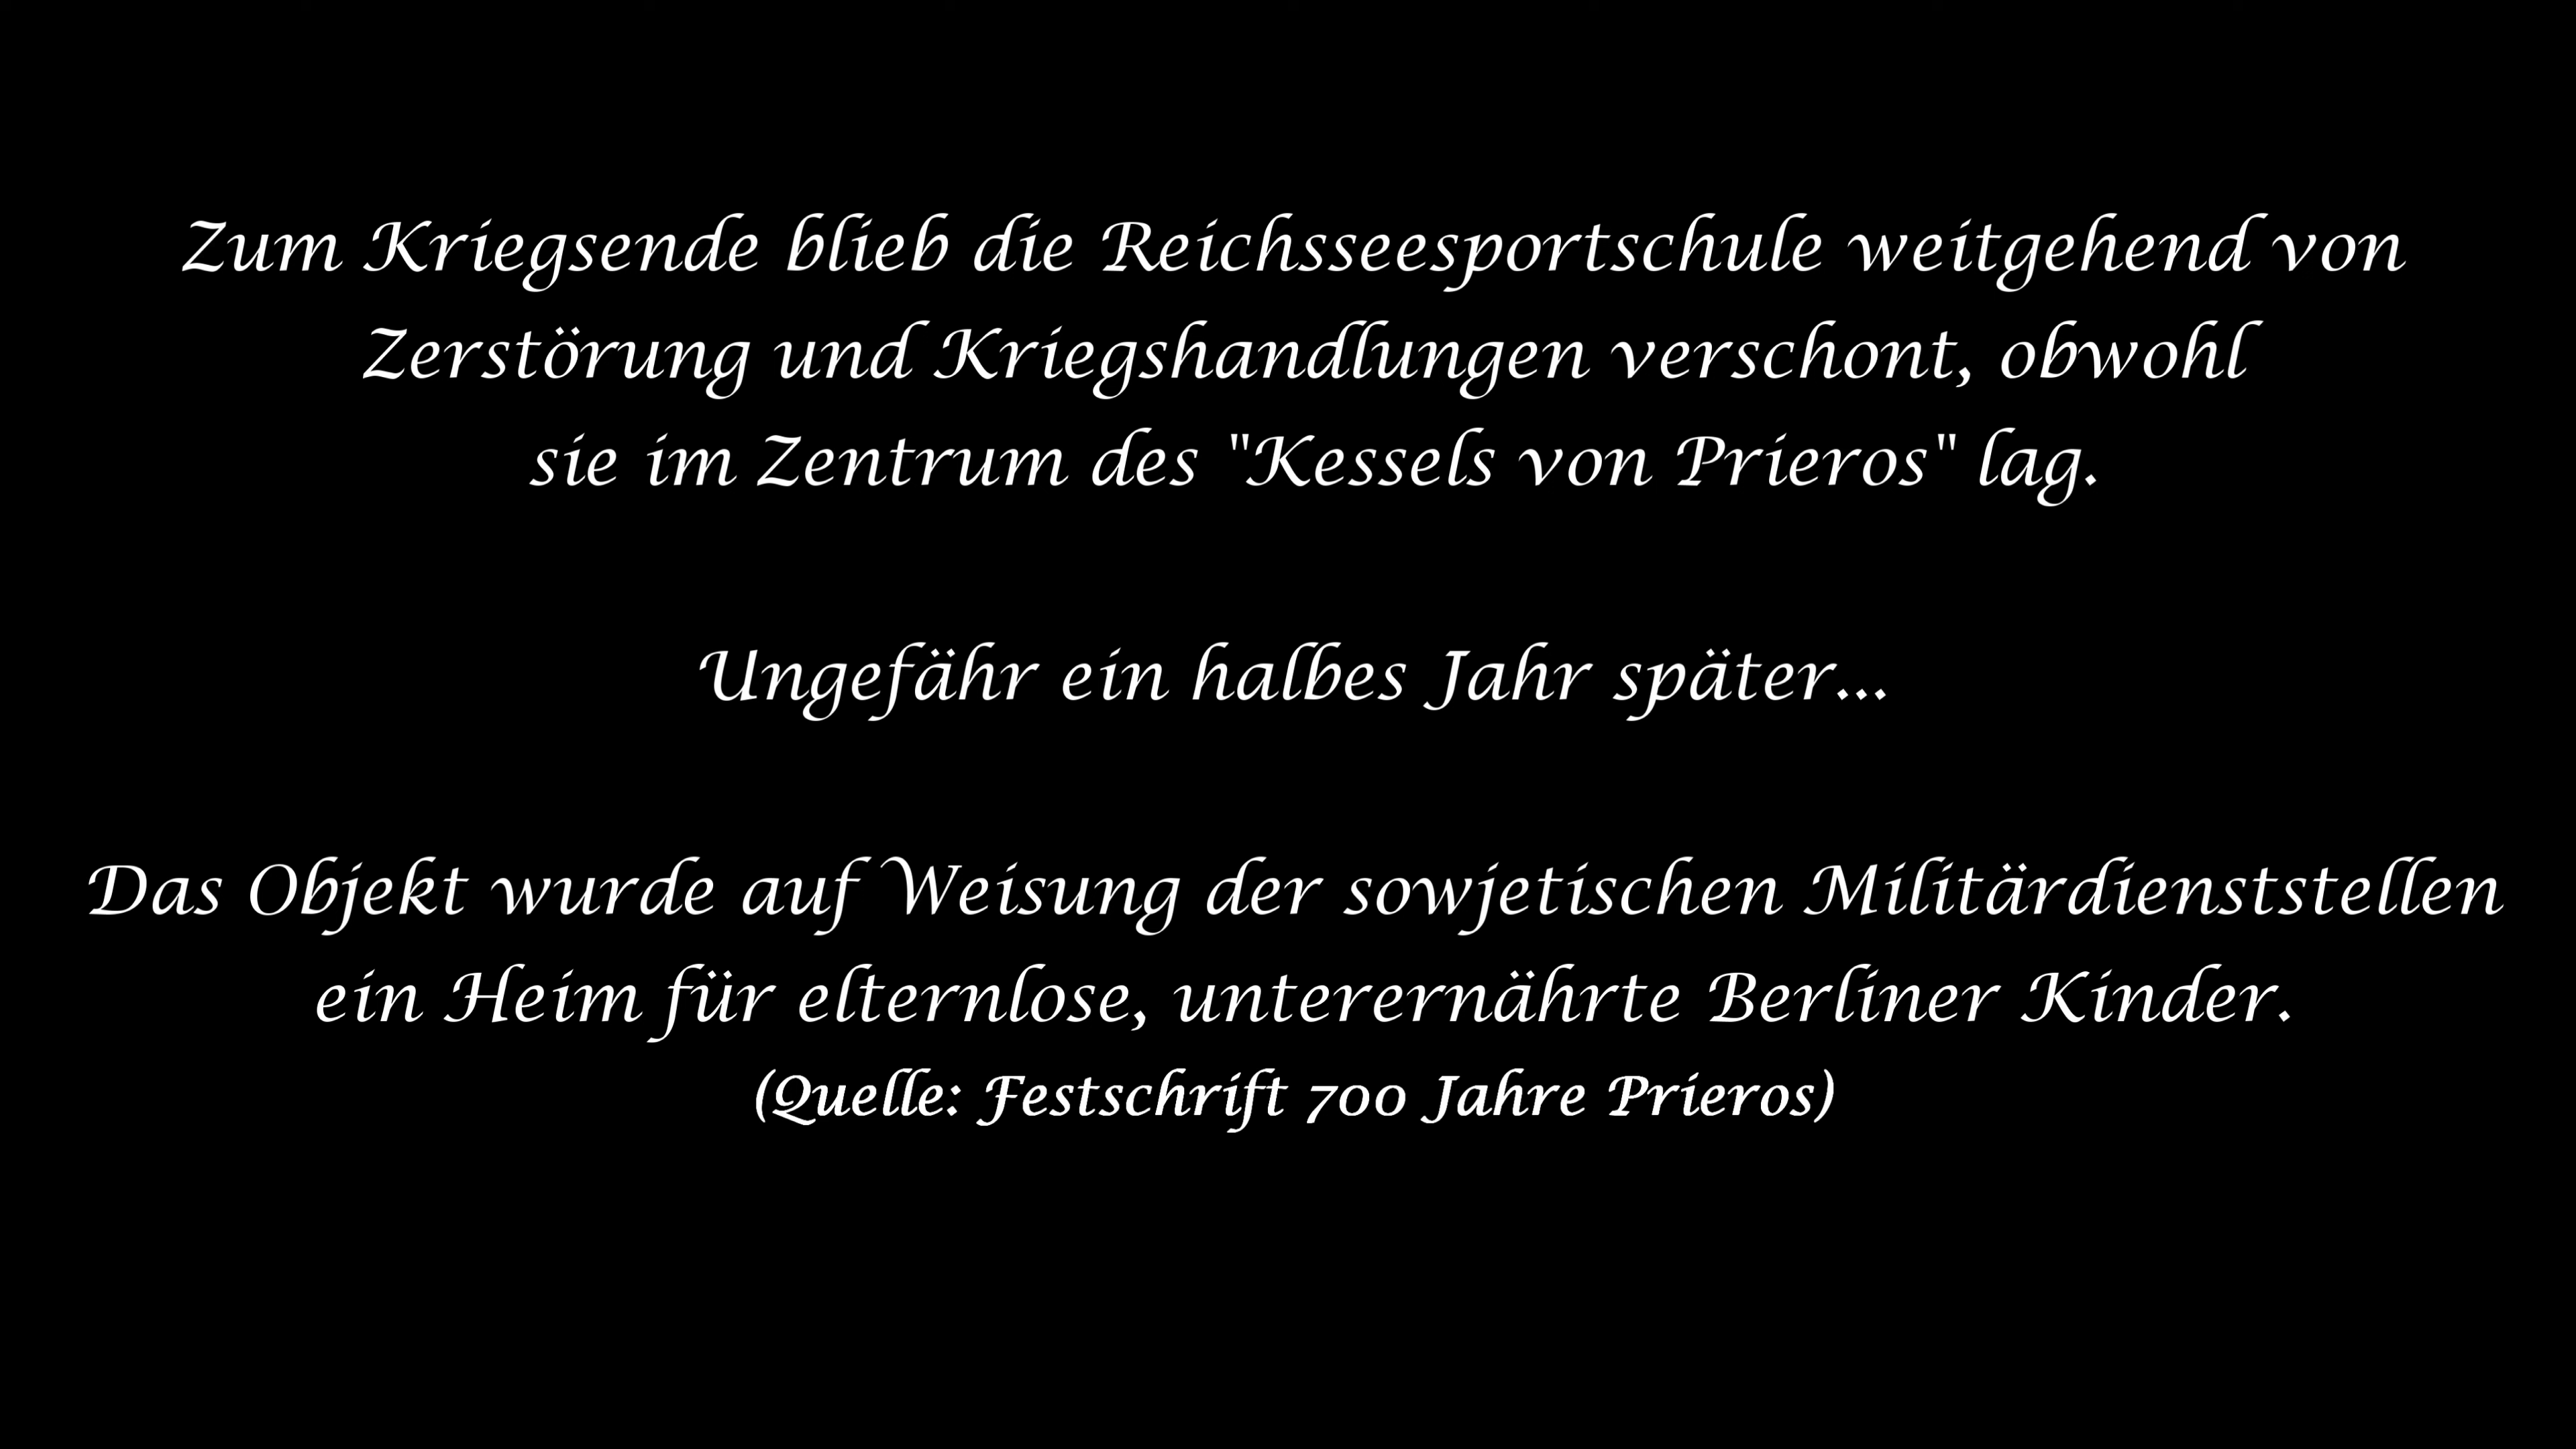 Zum Kriegsende blieb die Reichsseesportschule weitgehend von
Zerstörung und Kriegshandlungen verschont, obwohl
sie im Zentrum des "Kessels von Prieros" lag.
Ungefähr ein halbes Jahr später...
Das Objekt wurde auf Weisung der sowjetischen Militärdienststellen
ein Heim für elternlose, unterernährte Berliner Kinder.
(Quelle: Festschrift 700 Jahre Prieros)